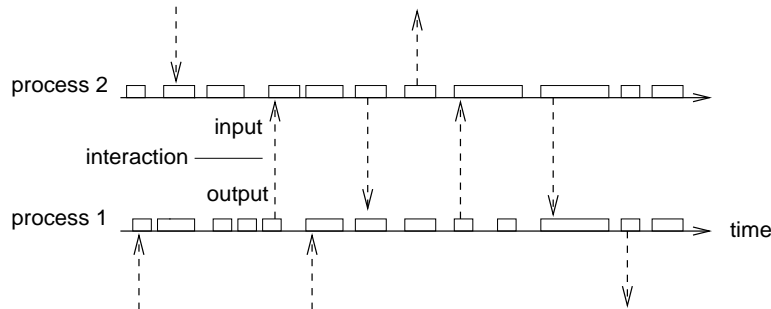 process 2
input
interaction
output
process 1
time